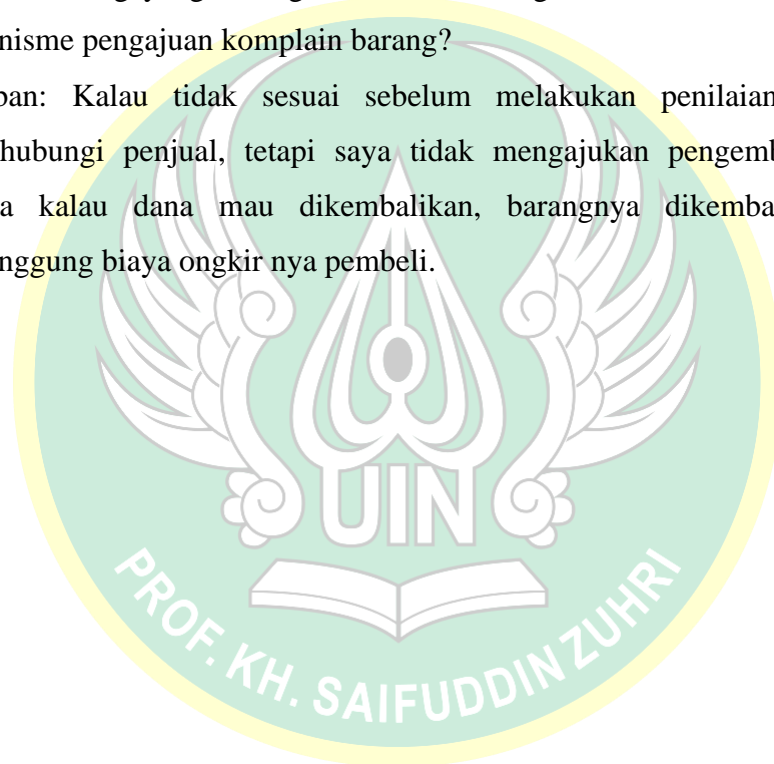 nisme pengajuan komplain barang?
ban: Kalau tidak sesuai sebelum melakukan penilaian
hubungi penjual, tetapi saya tidak mengajukan pengemb
a kalau dana mau dikembalikan, barangnya dikemba
nggung biaya ongkir nya pembeli.
UIN
PROF. KH. SAIFUDDIN ZUHRI